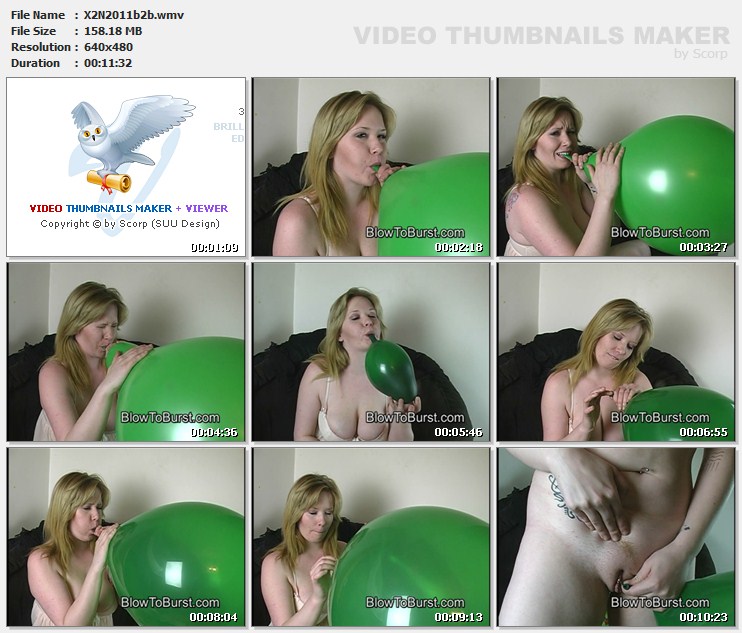 File Name : X2N2011b2b.wmv
File Size : 158.18 MB
Resolution : 640x480
Duration : 00:11:32
VIDEO THUMBNAILS MAKER
by Scorp
3
BRILL
ED
VIDEO THUMBNAILS MAKER + VIEWER
Copyright © by Scorp (SUU Design)
00:01:09
BlowToBurst.com
00:02:18
BlowToBurst.com
00:03:27
BlowToBurst.com
00:04:36
BlowToBurst.com
00:05:46
BlowToBurst.com
00:06:55
BlowToBurst.com
00:08:04
BlowToBurst.com
00:09:13
BlowToBurst.com
00:10:23